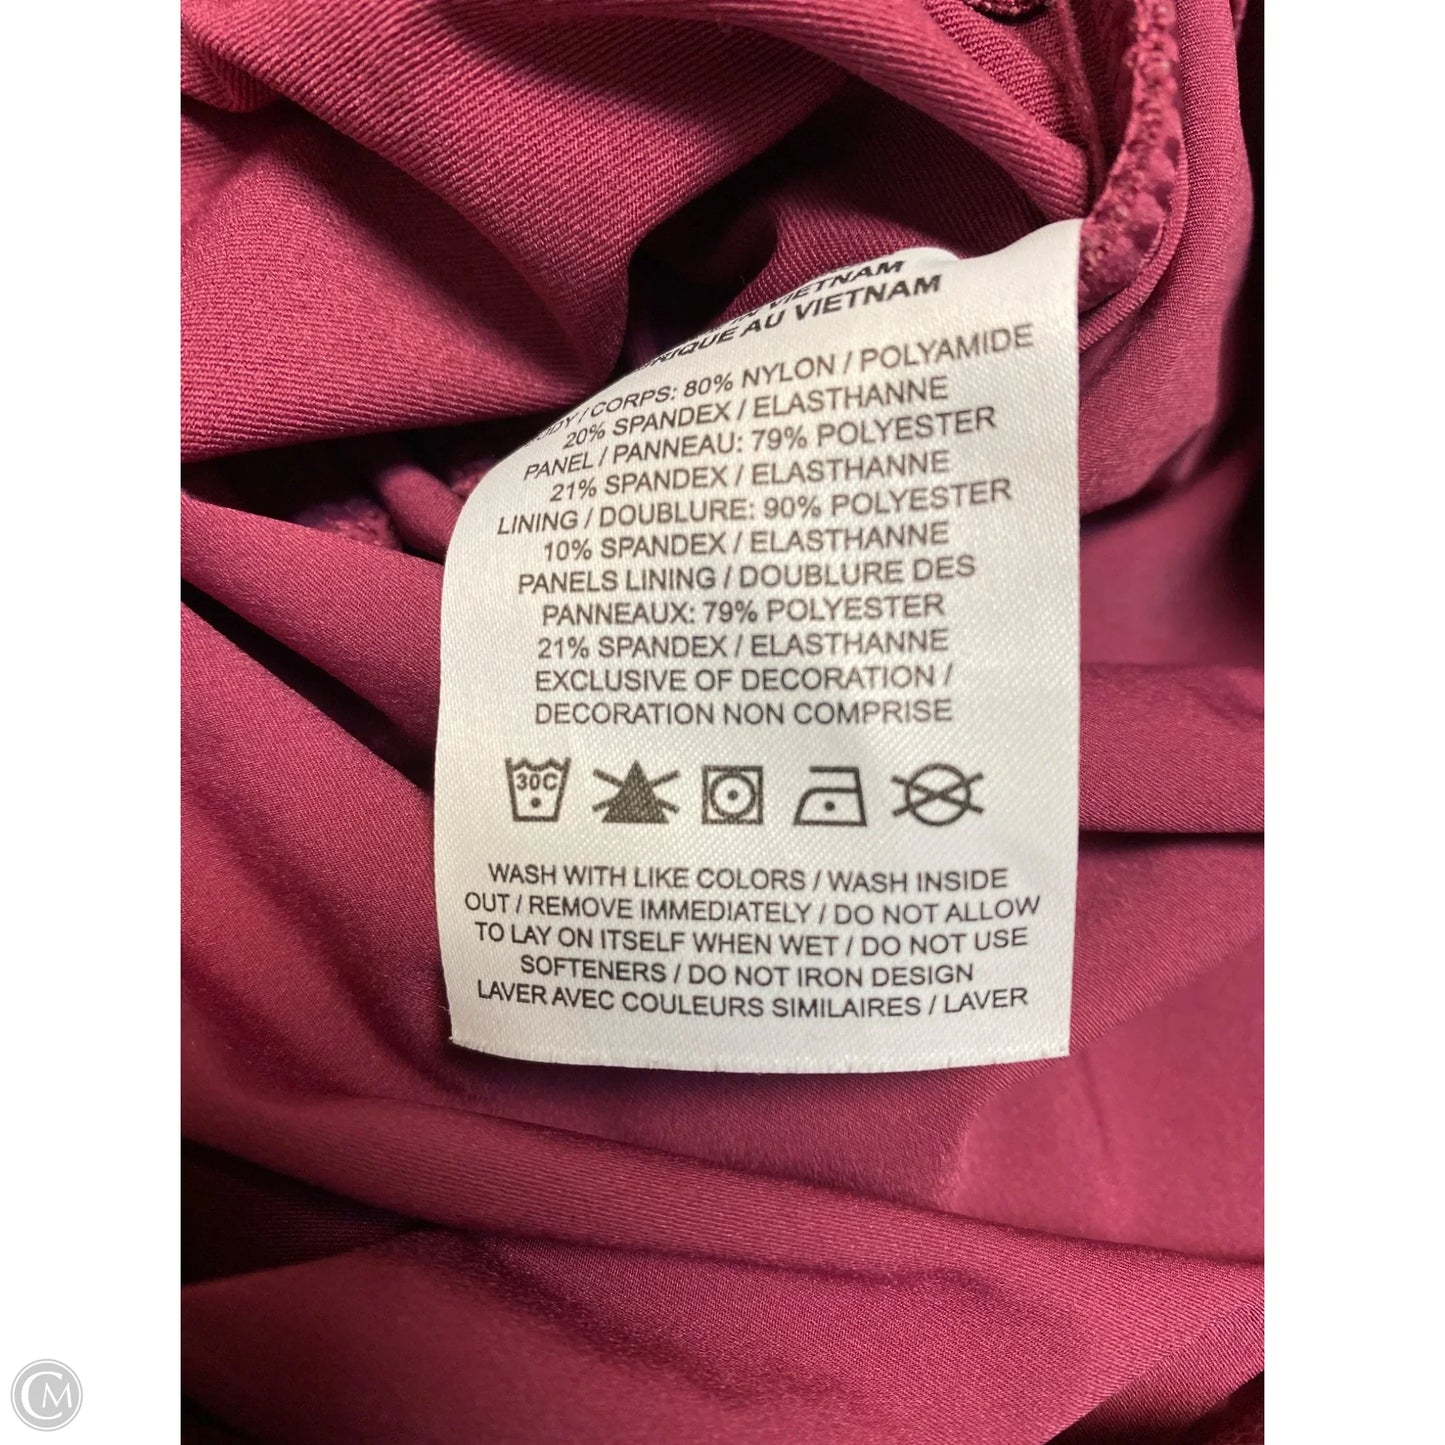 VIETNAM
AU VIETNAM
/ CORPS: 80% NYLON / POLYAMIDE
20% SPANDEX / ELASTHANNE
PANEL / PANNEAU: 79% POLYESTER
21% SPANDEX / ELASTHANNE
LINING / DOUBLURE: 90% POLYESTER
10% SPANDEX / ELASTHANNE
PANELS LINING / DOUBLURE DES
PANNEAUX: 79% POLYESTER
21% SPANDEX / ELASTHANNE
EXCLUSIVE OF DECORATION /
DECORATION NON COMPRISE
30C
WASH WITH LIKE COLORS / WASH INSIDE
OUT / REMOVE IMMEDIATELY / DO NOT ALLOW
TO LAY ON ITSELF WHEN WET / DO NOT USE
SOFTENERS / DO NOT IRON DESIGN
LAVER AVEC COULEURS SIMILAIRES / LAVER
CM